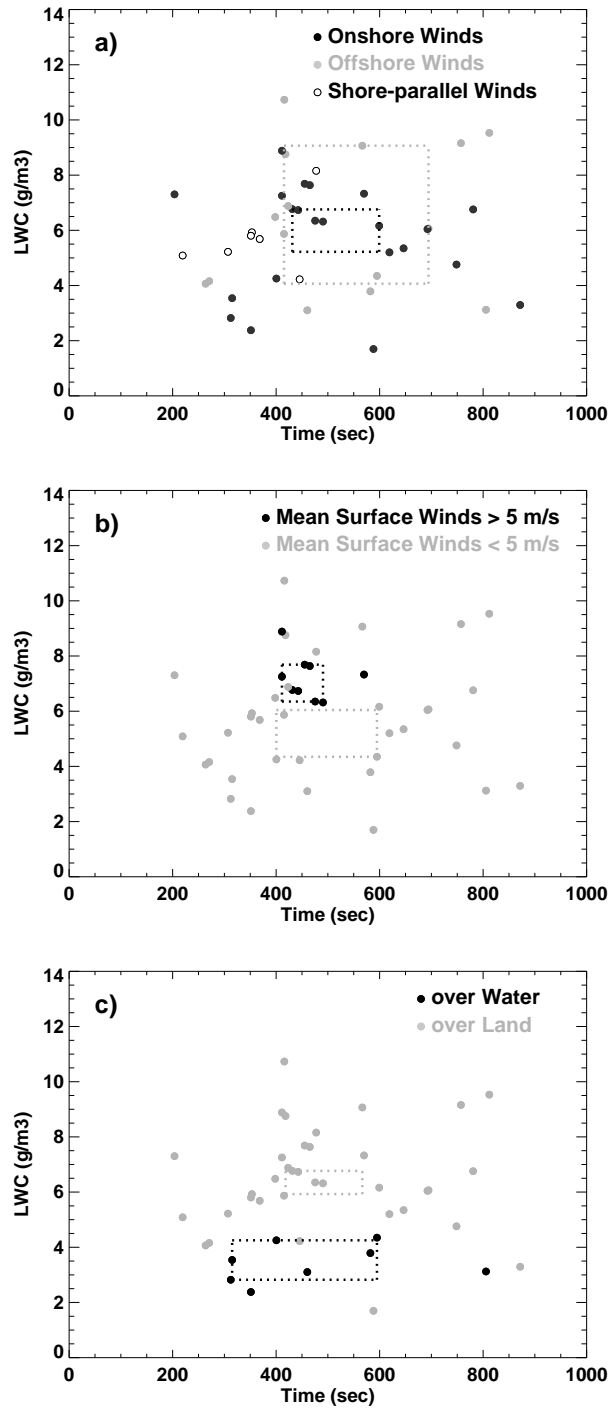 a)
Onshore Winds
Offshore Winds
Shore-parallel Winds
14
12
10
8
6
4
2
0
LWC (g/m3)
0 200 400 600 800 1000
Time (sec)
b)
Mean Surface Winds > 5 m/s
Mean Surface Winds < 5 m/s
14
12
10
8
6
4
2
0
LWC (g/m3)
0 200 400 600 800 1000
Time (sec)
c)
over Water
over Land
14
12
10
8
6
4
2
0
LWC (g/m3)
0 200 400 600 800 1000
Time (sec)